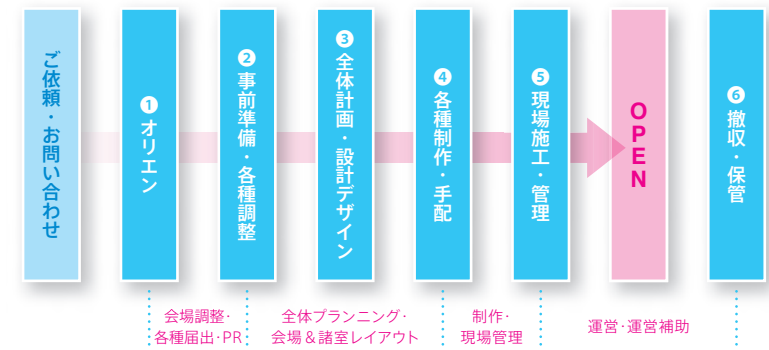 ご依頼・お問い合わせ
❶オリエン
❷事前準備・各種調整
❸全体計画・設計デザイン
❹各種制作・手配
❺現場施工・管理
OPEN
❻撤収・保管
会場調整・
各種届出・PR
全体プランニング・
会場&諸室レイアウト
制作・
現場管理
運営・運営補助